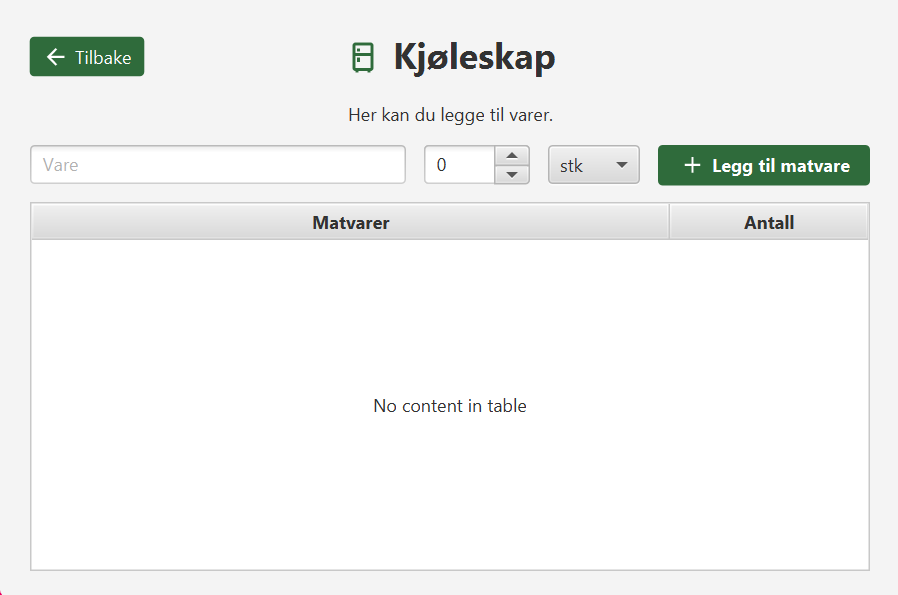 Tilbake
Kjøleskap
Her kan du legge til varer.
Vare 0 stk Legg til matvare
Matvarer Antall
No content in table